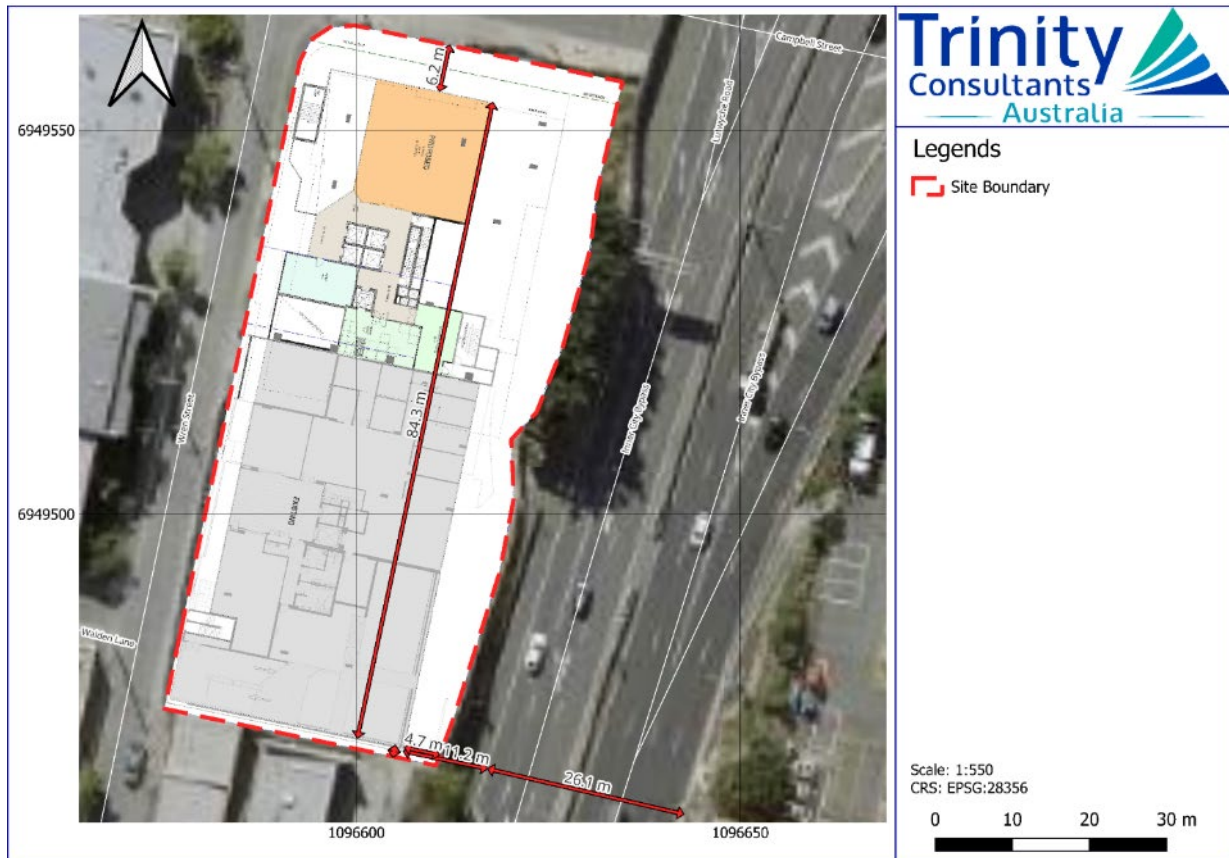 Trinity
Consultants
Australia
Legends
Site Boundary
Campbell Street
6.2 m
Lutwyche Road
6949550
PROPOSED
84.3 m
Wren Street
Inner City Bypass
Inner City Bypass
6949500
EXISTING
Walden Lane
4.7 m
11.2 m
26.1 m
Scale: 1:550
CRS: EPSG:28356
0 10 20 30 m
1096600 1096650